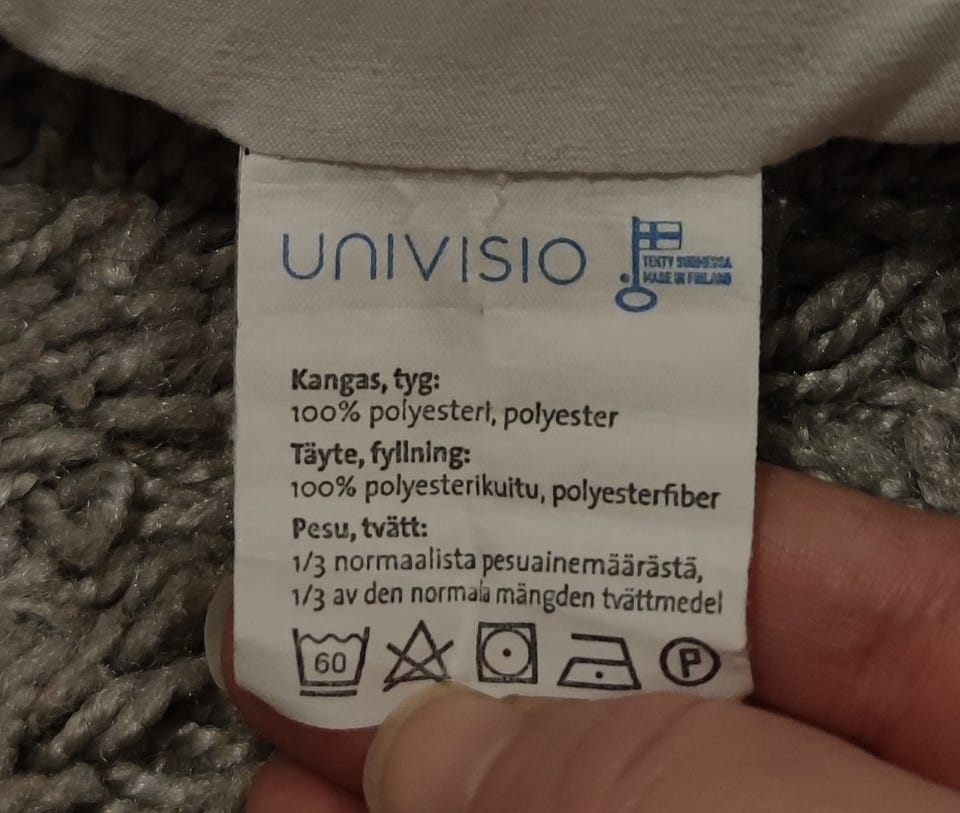 UNIVISIO
TEHTY SUOMESSA
MADE IN FINLAND
Kangas, tyg:
100% polyesteri, polyester
Täyte, fyllning:
100% polyesterikuitu, polyesterfiber
Pesu, tvätt:
1/3 normaalista pesuainemäärästä,
1/3 av den normala mängden tvättmedel
60 P